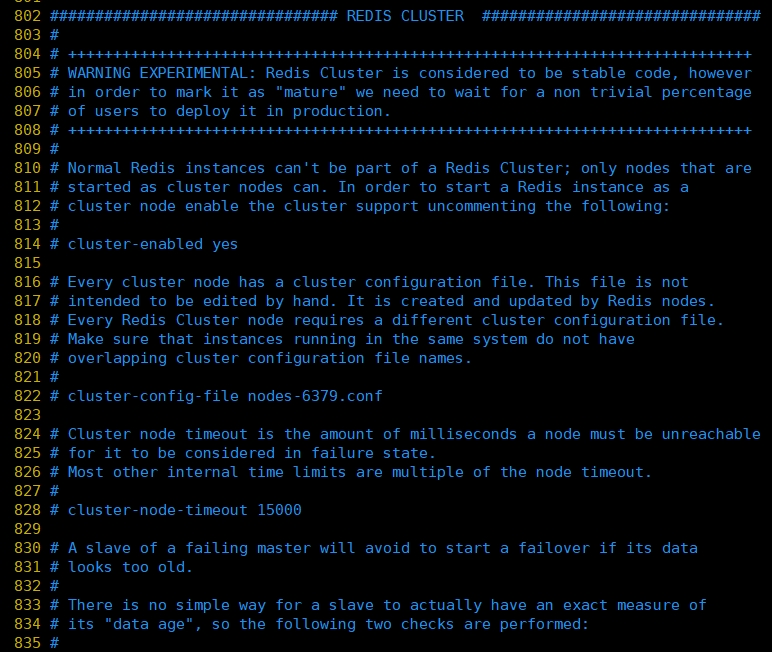 802 ################################ REDIS CLUSTER  ###############################
803 #
804 # ++++++++++++++++++++++++++++++++++++++++++++++++++++++++++++++++++++++++++++
805 # WARNING EXPERIMENTAL: Redis Cluster is considered to be stable code, however
806 # in order to mark it as "mature" we need to wait for a non trivial percentage
807 # of users to deploy it in production.
808 # ++++++++++++++++++++++++++++++++++++++++++++++++++++++++++++++++++++++++++++
809 #
810 # Normal Redis instances can't be part of a Redis Cluster; only nodes that are
811 # started as cluster nodes can. In order to start a Redis instance as a
812 # cluster node enable the cluster support uncommenting the following:
813 #
814 # cluster-enabled yes
815
816 # Every cluster node has a cluster configuration file. This file is not
817 # intended to be edited by hand. It is created and updated by Redis nodes.
818 # Every Redis Cluster node requires a different cluster configuration file.
819 # Make sure that instances running in the same system do not have
820 # overlapping cluster configuration file names.
821 #
822 # cluster-config-file nodes-6379.conf
823
824 # Cluster node timeout is the amount of milliseconds a node must be unreachable
825 # for it to be considered in failure state.
826 # Most other internal time limits are multiple of the node timeout.
827 #
828 # cluster-node-timeout 15000
829
830 # A slave of a failing master will avoid to start a failover if its data
831 # looks too old.
832 #
833 # There is no simple way for a slave to actually have an exact measure of
834 # its "data age", so the following two checks are performed:
835 #